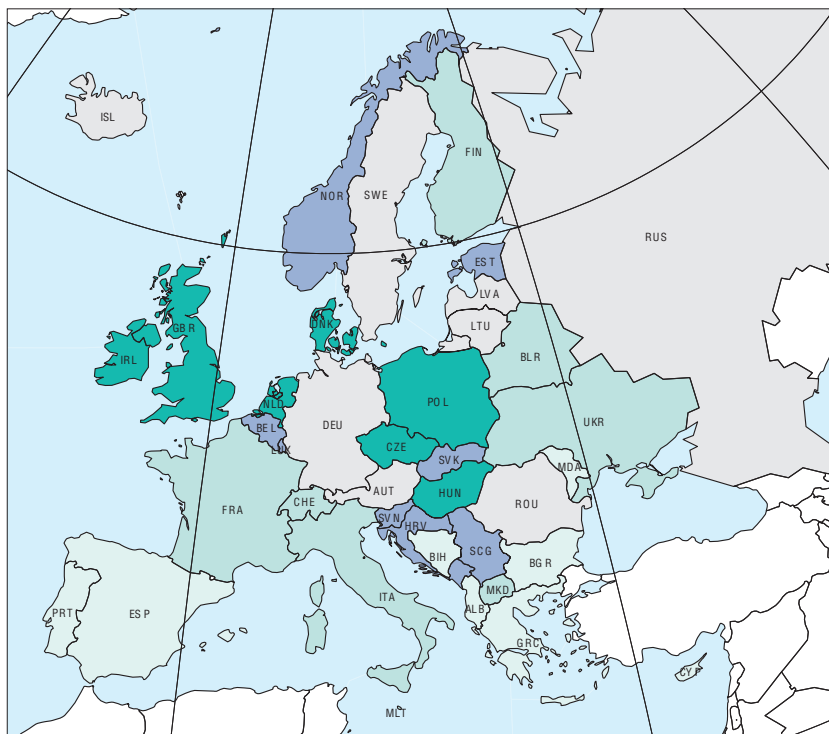 ISL
FIN
NOR
SWE
RUS
EST
LVA
DNK
LTU
GBR
BLR
IRL
POL
NLD
UKR
DEU
BEL
LUX
CZE
SVK
MDA
AUT
HUN
CHE
ROU
FRA
SVN
HRV
BIH
SCG
BGR
MKD
ITA
PRT
ESP
ALB
GRC
CYP
MLT